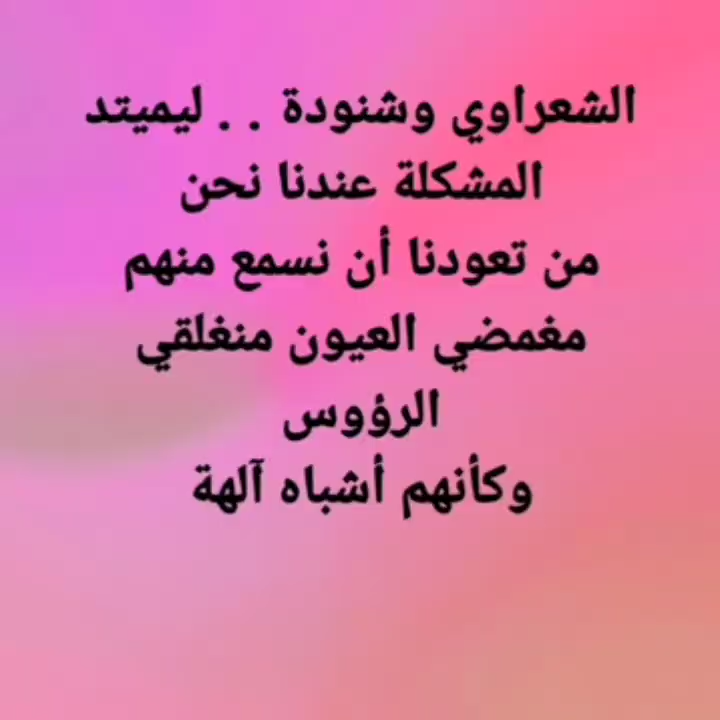 الشعراوي وشنودة . . ليميتد
المشكلة عندنا نحن
من تعودنا أن نسمع منهم
مغمضي العيون منغلقي
الرؤوس
وكأنهم أشباه آلهة